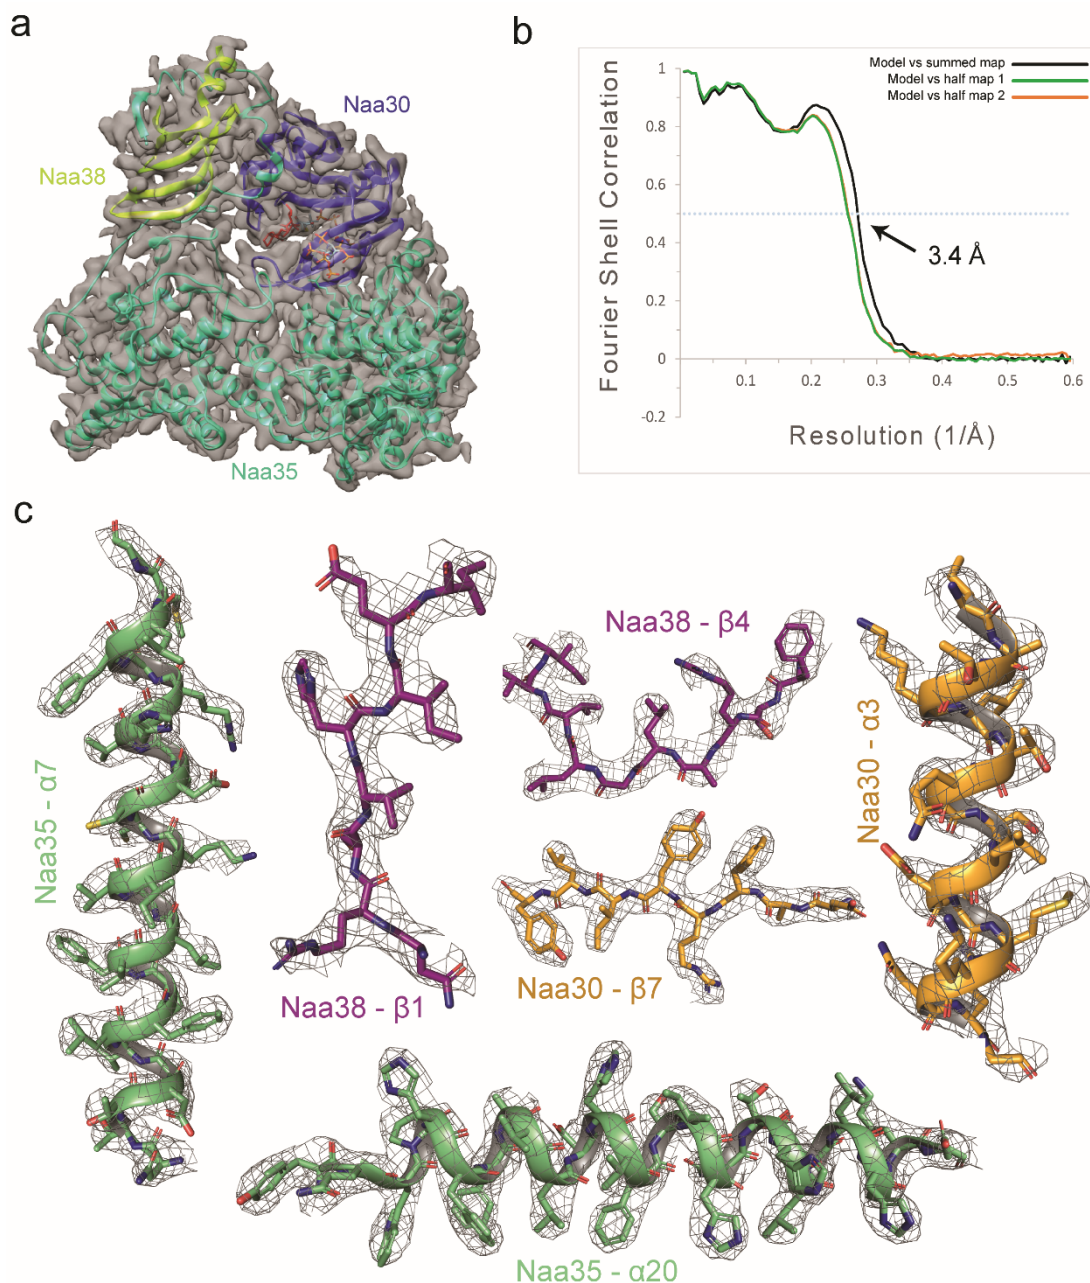 a
Naa30
Naa38
Naa35
b
Model vs summed map
Model vs half map 1
Model vs half map 2
1
0.8
0.6
0.4
0.2
0
-0.2
3.4 Å
0.1
0.2
0.3
0.4
0.5
0.6
Fourier Shell Correlation
Resolution (1/Å)
c
Naa35 - α7
Naa38 - β1
Naa38 - β4
Naa30 - β7
Naa30 - α3
Naa35 - α20